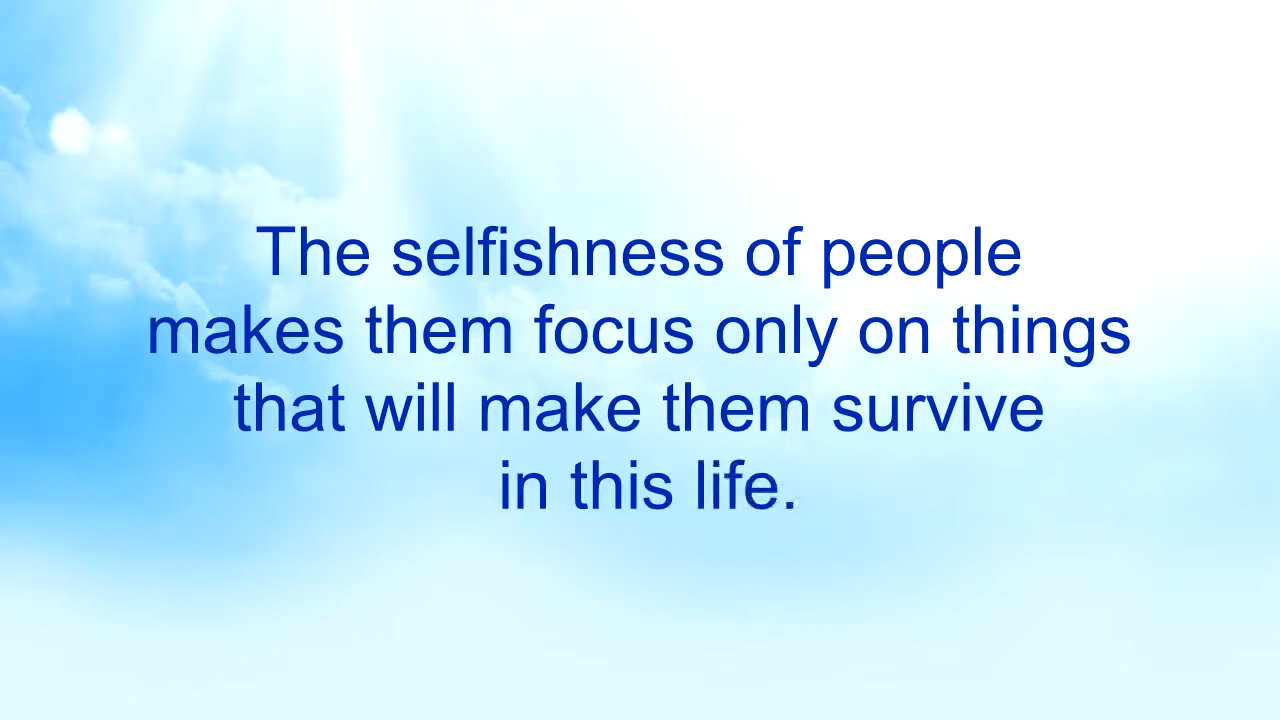 The selfishness of people
makes them focus only on things
that will make them survive
in this life.